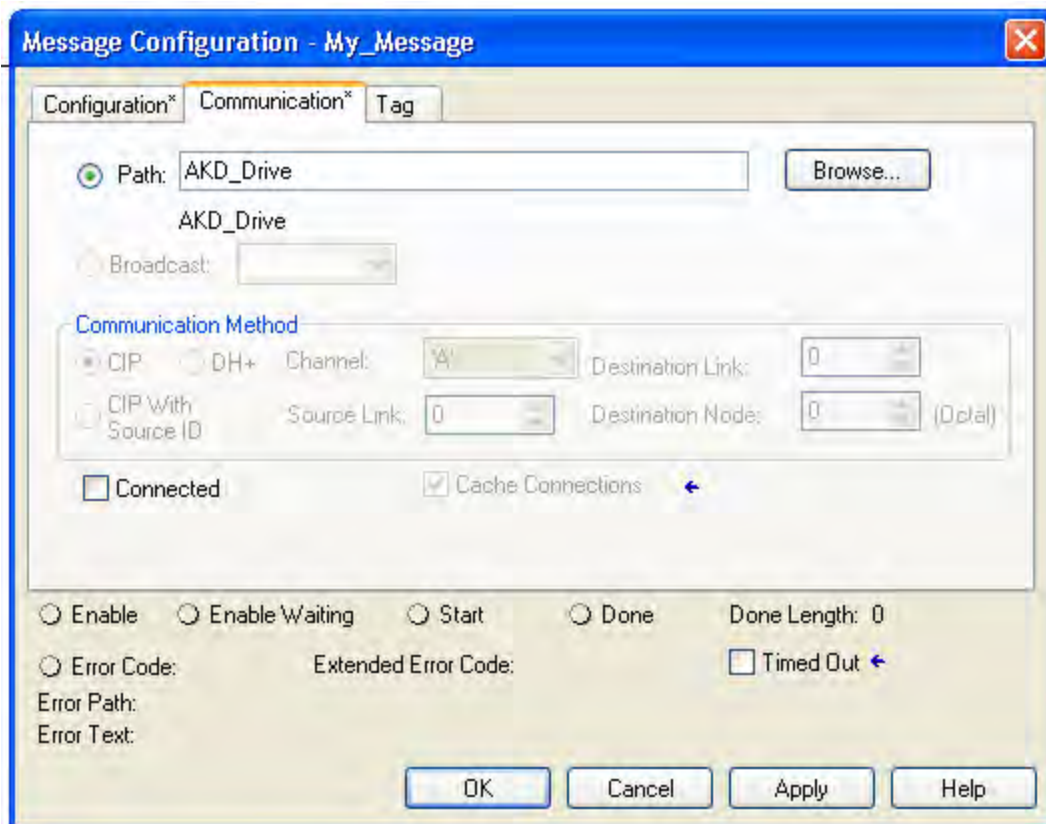 Message Configuration - My_Message
Configuration* Communication* Tag
Path: AKD_Drive Browse...
AKD_Drive
Broadcast:
Communication Method
CIP DH+ Channel: 'A' Destination Link: 0
CIP With
Source ID Source Link: 0 Destination Node: 0 (Octal)
Connected Cache Connections ←
Enable Enable Waiting Start Done Done Length: 0
Error Code: Extended Error Code: Timed Out ←
Error Path:
Error Text:
OK Cancel Apply Help